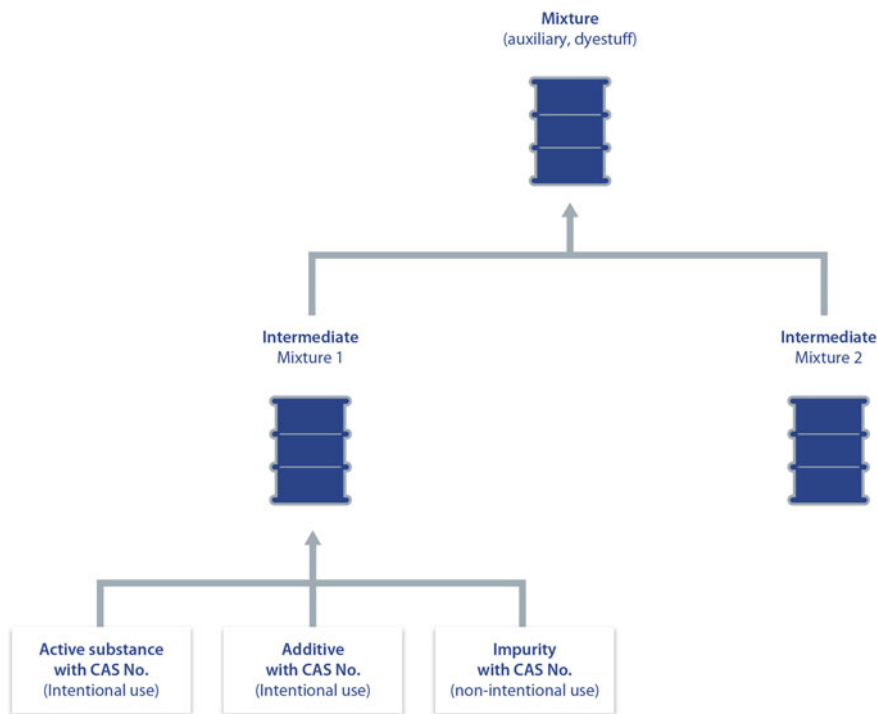 Mixture
(auxiliary, dyestuff)
Intermediate
Mixture 1
Intermediate
Mixture 2
Active substance
with CAS No.
(Intentional use)
Additive
with CAS No.
(Intentional use)
Impurity
with CAS No.
(non-intentional use)